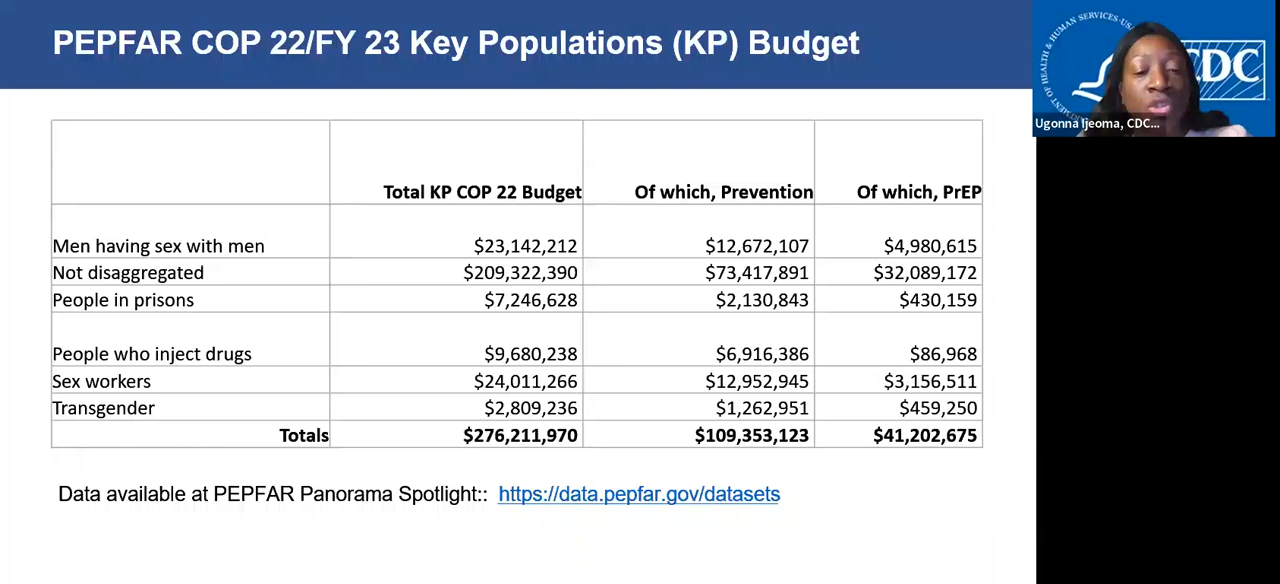 PEPFAR COP 22/FY 23 Key Populations (KP) Budget
Total KP COP 22 Budget Of which, Prevention Of which, PrEP
Men having sex with men $23,142,212 $12,672,107 $4,980,615
Not disaggregated $209,322,390 $73,417,891 $32,089,172
People in prisons $7,246,628 $2,130,843 $430,159
People who inject drugs $9,680,238 $6,916,386 $86,968
Sex workers $24,011,266 $12,952,945 $3,156,511
Transgender $2,809,236 $1,262,951 $459,250
Totals $276,211,970 $109,353,123 $41,202,675
Data available at PEPFAR Panorama Spotlight:: https://data.pepfar.gov/datasets
HEALTH & HUMAN SERVICES
CDC
Ugonna Ijeoma, CDC...